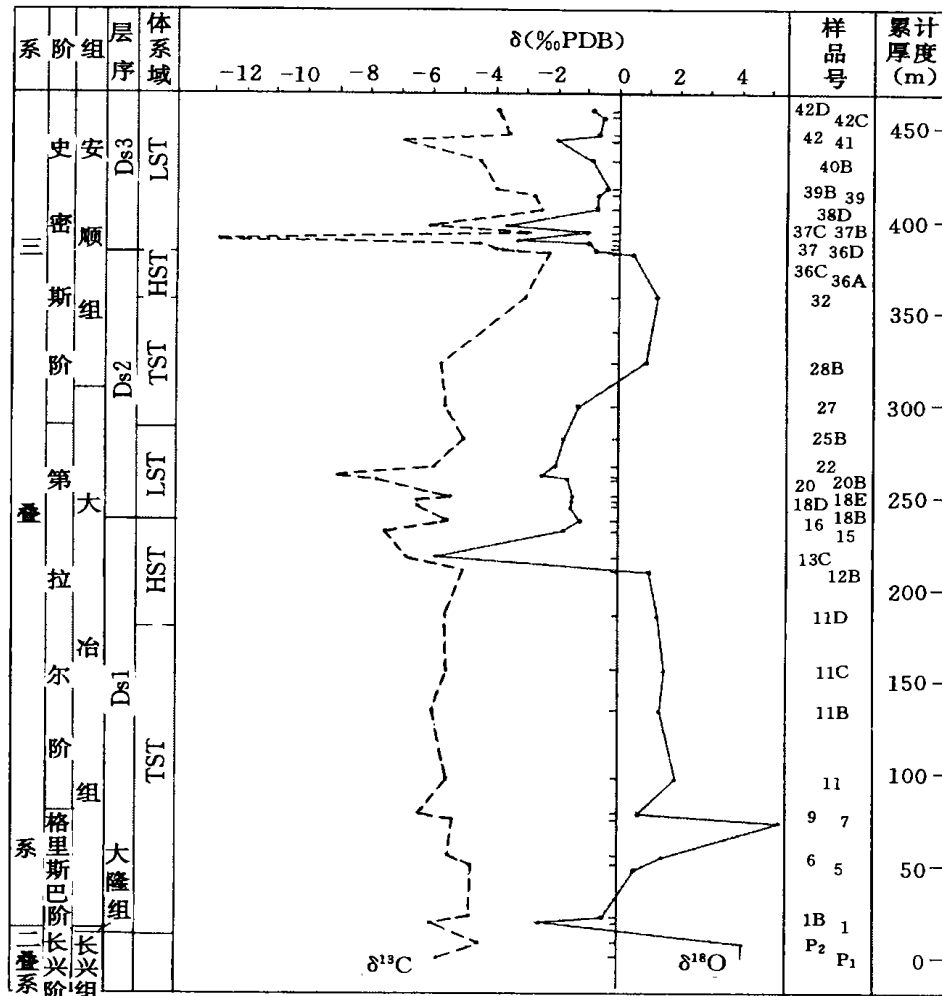 系 阶 组 层序 体系域
δ(‰PDB)
-12 -10 -8 -6 -4 -2 0 2 4
样品号
累计厚度(m)
三叠系
二叠系
史密斯阶
第拉尔阶
格里斯巴阶
长兴阶
安顺组
大冶组
长兴组
Ds3
Ds2
Ds1
大隆组
LST
HST
TST
LST
HST
TST
δ¹³C
δ¹⁸O
42D 42C
42 41
40B
39B 39
38D
37C 37B
37 36D
36C 36A
32
28B
27
25B
22
20 20B
18D 18E
16 18B
15
13C
12B
11D
11C
11B
11
9 7
6 5
1B 1
P₂ P₁
450
400
350
300
250
200
150
100
50
0